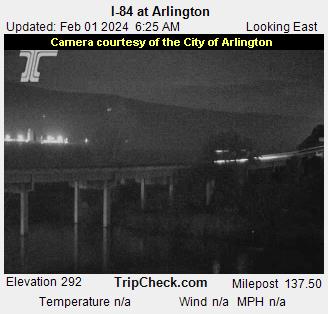 I-84 at Arlington
Updated: Feb 01 2024 6:25 AM Looking East
Camera courtesy of the City of Arlington
Elevation 292 TripCheck.com Milepost 137.50
Temperature n/a Wind n/a MPH n/a